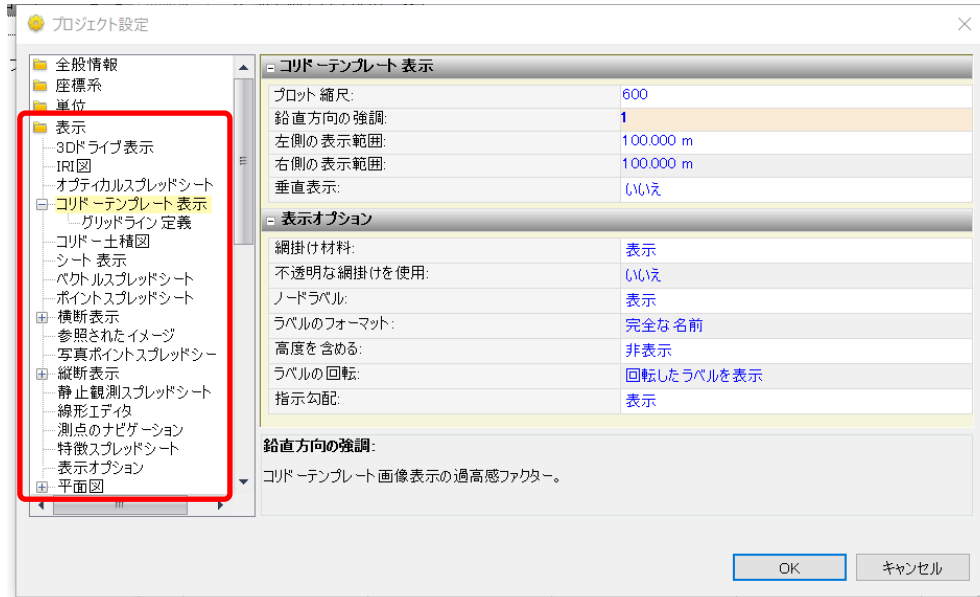 プロジェクト設定
全般情報
座標系
単位
表示
3Dドライブ表示
IRI図
オプティカルスプレッドシート
コリドーテンプレート 表示
グリッドライン 定義
コリドー土積図
シート 表示
ベクトルスプレッドシート
ポイントスプレッドシート
横断表示
参照されたイメージ
写真ポイントスプレッドシー
縦断表示
静止観測スプレッドシート
線形エディタ
測点のナビゲーション
特徴スプレッドシート
表示オプション
平面図
コリドーテンプレート 表示
プロット縮尺: 600
鉛直方向の強調: 1
左側の表示範囲: 100.000 m
右側の表示範囲: 100.000 m
垂直表示: いいえ
表示オプション
網掛け材料: 表示
不透明な網掛けを使用: いいえ
ノードラベル: 表示
ラベルのフォーマット: 完全な名前
高度を含める: 非表示
ラベルの回転: 回転したラベルを表示
指示勾配: 表示
鉛直方向の強調:
コリドーテンプレート画像表示の過高感ファクター。
OK キャンセル